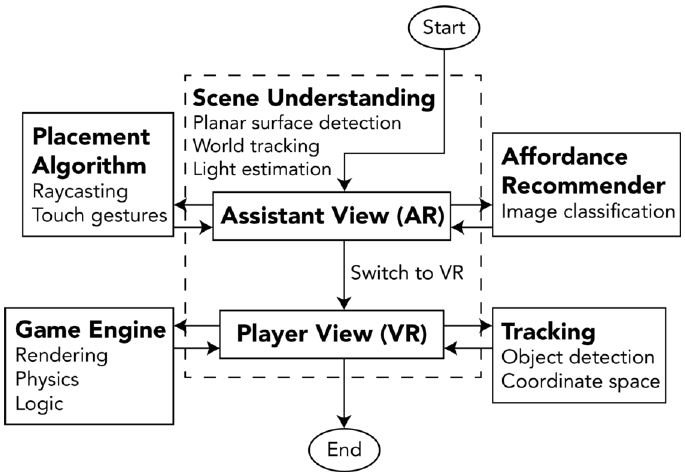 Start
Scene Understanding
Planar surface detection
World tracking
Light estimation
Placement
Algorithm
Raycasting
Touch gestures
Assistant View (AR)
Affordance
Recommender
Image classification
Switch to VR
Game Engine
Rendering
Physics
Logic
Player View (VR)
Tracking
Object detection
Coordinate space
End